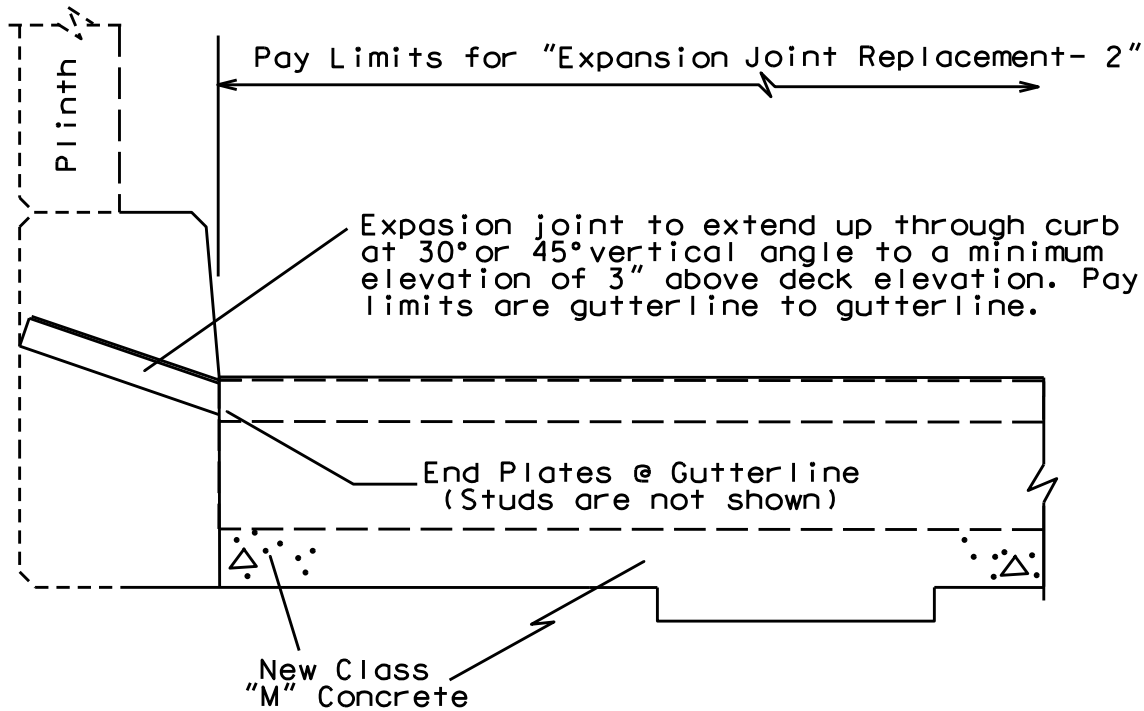 Pay Limits for "Expansion Joint Replacement- 2"
Plinth
Expasion joint to extend up through curb
at 30° or 45° vertical angle to a minimum
elevation of 3" above deck elevation. Pay
limits are gutterline to gutterline.
End Plates @ Gutterline
(Studs are not shown)
New Class
"M" Concrete